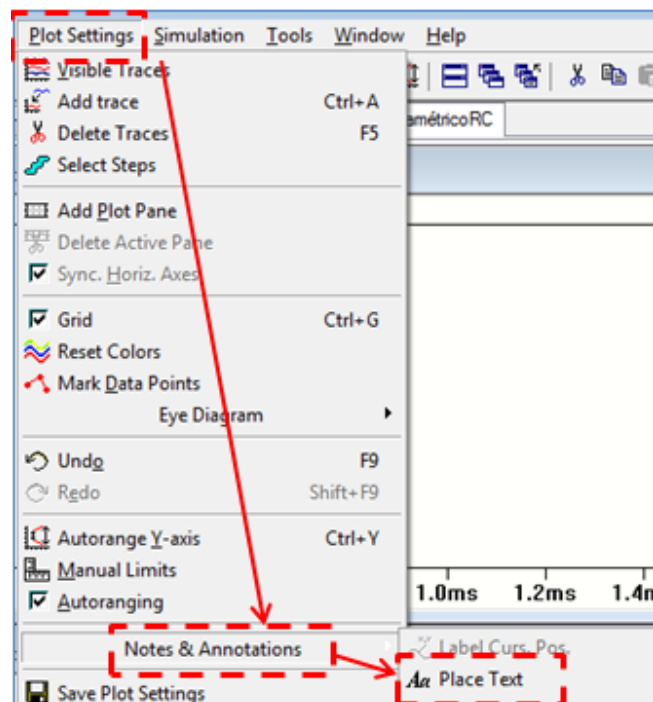 Plot Settings Simulation Tools Window Help
Visible Traces
Add trace Ctrl+A
Delete Traces F5
Select Steps
amétricoRC
Add Plot Pane
Delete Active Pane
Sync. Horiz. Axes
Grid Ctrl+G
Reset Colors
Mark Data Points
Eye Diagram
Undo F9
Redo Shift+F9
Autorange Y-axis Ctrl+Y
Manual Limits
Autoranging
1.0ms 1.2ms 1.4m
Notes & Annotations
Label Curs. Pos.
Aa Place Text
Save Plot Settings